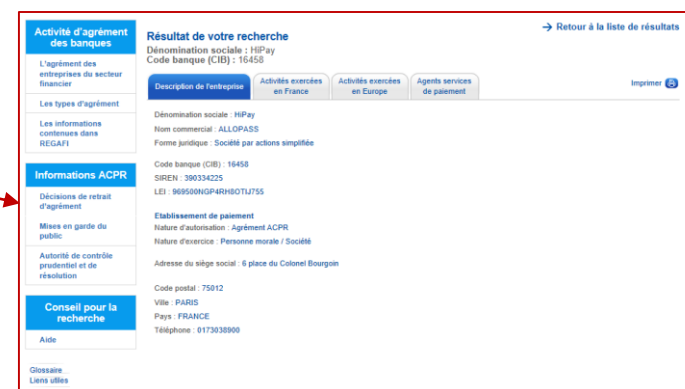 Activité d'agrément
des banques
L'agrément des
entreprises du secteur
financier
Les types d'agrément
Les informations
contenues dans
REGAFI
Informations ACPR
Décisions de retrait
d'agrément
Mises en garde du
public
Autorité de contrôle
prudentiel et de
résolution
Conseil pour la
recherche
Aide
Glossaire
Liens utiles
→ Retour à la liste de résultats
Résultat de votre recherche
Dénomination sociale : HiPay
Code banque (CIB) : 16458
Description de l'entreprise
Activités exercées
en France
Activités exercées
en Europe
Agents services
de paiement
Imprimer
Dénomination sociale : HiPay
Nom commercial : ALLOPASS
Forme juridique : Société par actions simplifiée
Code banque (CIB) : 16458
SIREN : 390334225
LEI : 969500NGP4RH8OTIJ755
Etablissement de paiement
Nature d'autorisation : Agrément ACPR
Nature d'exercice : Personne morale / Société
Adresse du siège social : 6 place du Colonel Bourgoin
Code postal : 75012
Ville : PARIS
Pays : FRANCE
Téléphone : 0173038900